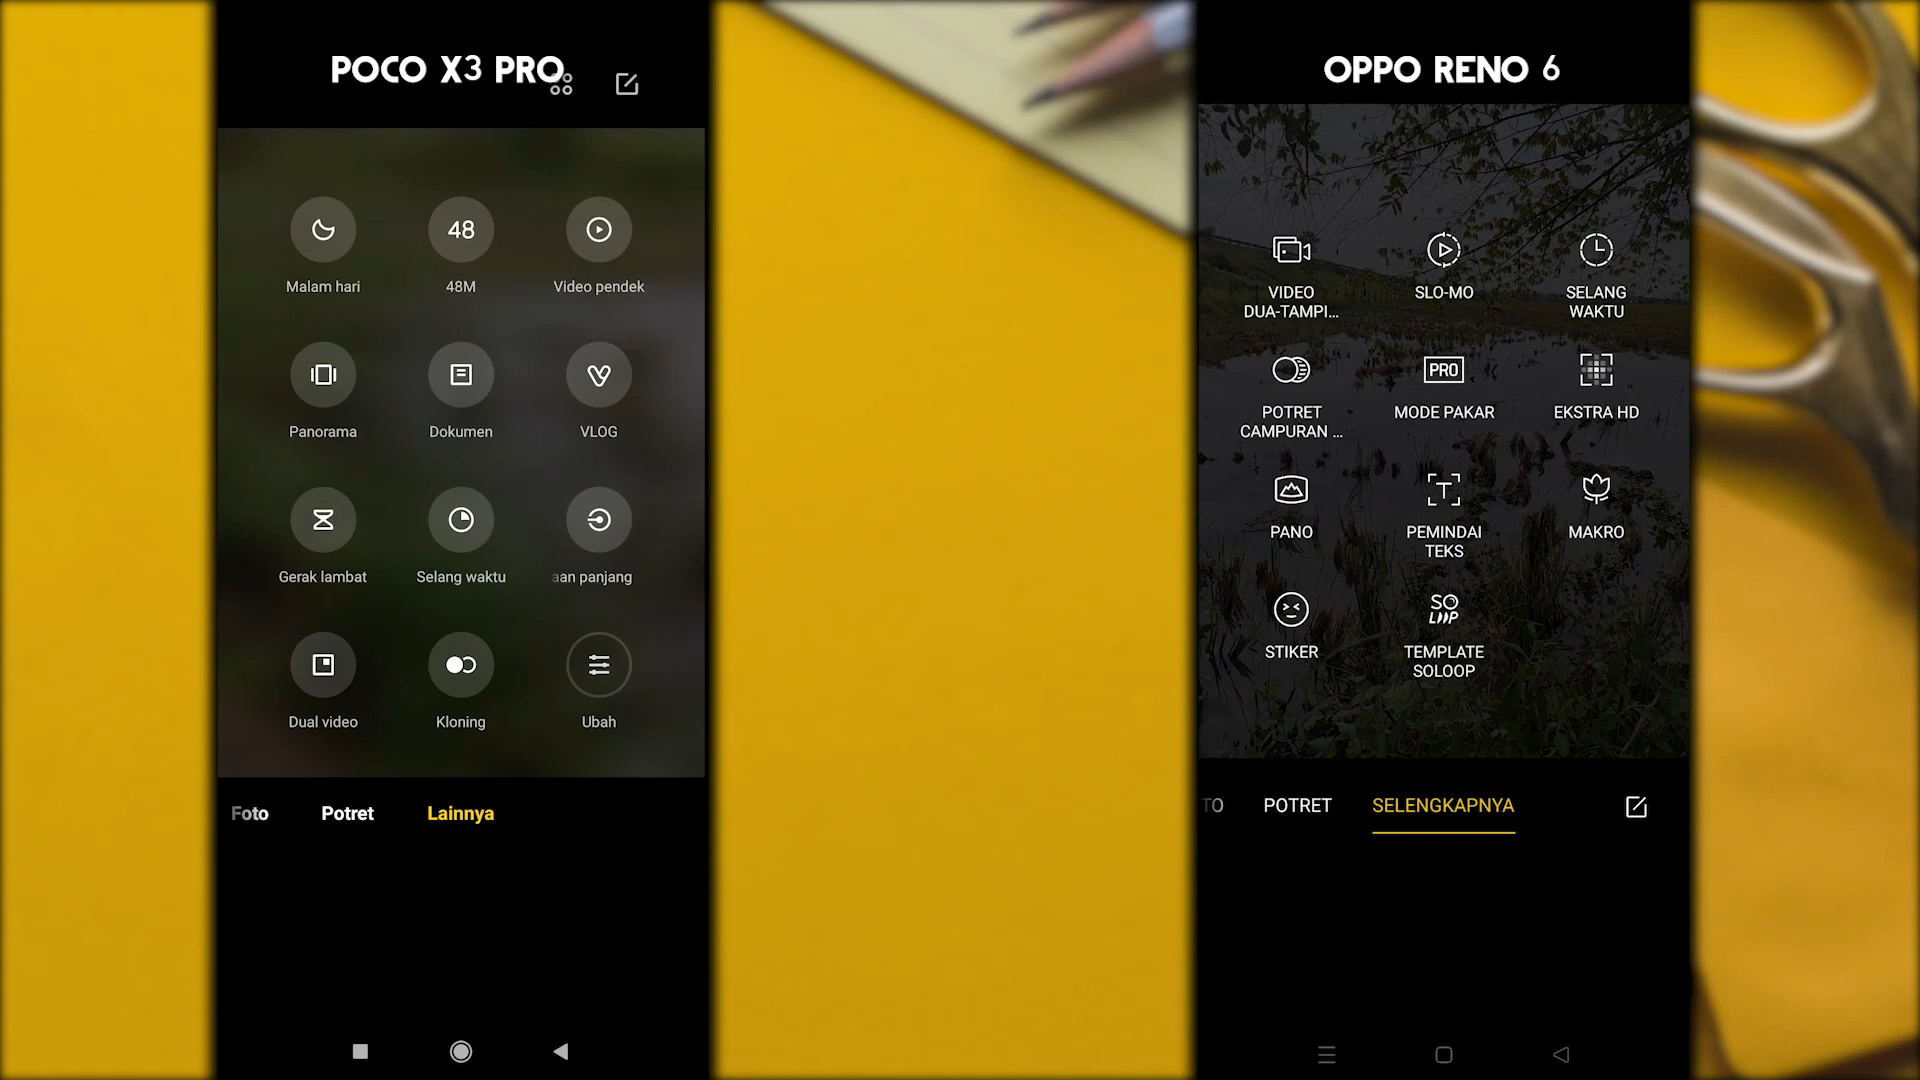 POCO X3 PRO
48
Malam hari
48M
Video pendek
Panorama
Dokumen
VLOG
Gerak lambat
Selang waktu
aan panjang
Dual video
Kloning
Ubah
Foto
Potret
Lainnya
OPPO RENO 6
VIDEO
DUA-TAMPI...
SLO-MO
SELANG
WAKTU
PRO
POTRET
CAMPURAN ...
MODE PAKAR
EKSTRA HD
T
PANO
PEMINDAI
TEKS
MAKRO
SO
LOOP
STIKER
TEMPLATE
SOLOOP
TO
POTRET
SELENGKAPNYA